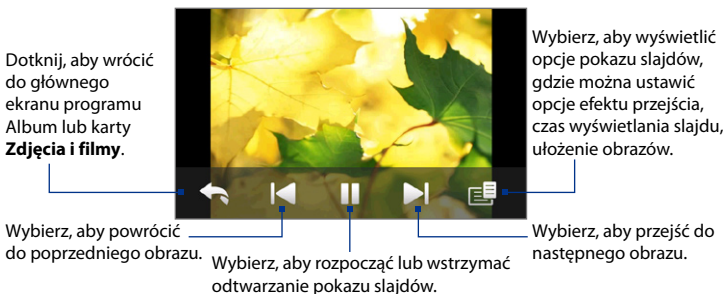 Dotknij, aby wrócić
do głównego
ekranu programu
Album lub karty
Zdjęcia i filmy.
Wybierz, aby wyświetlić
opcje pokazu slajdów,
gdzie można ustawić
opcje efektu przejścia,
czas wyświetlania slajdu,
ułożenie obrazów.
Wybierz, aby powrócić
do poprzedniego obrazu.
Wybierz, aby rozpocząć lub wstrzymać
odtwarzanie pokazu slajdów.
Wybierz, aby przejść do
następnego obrazu.